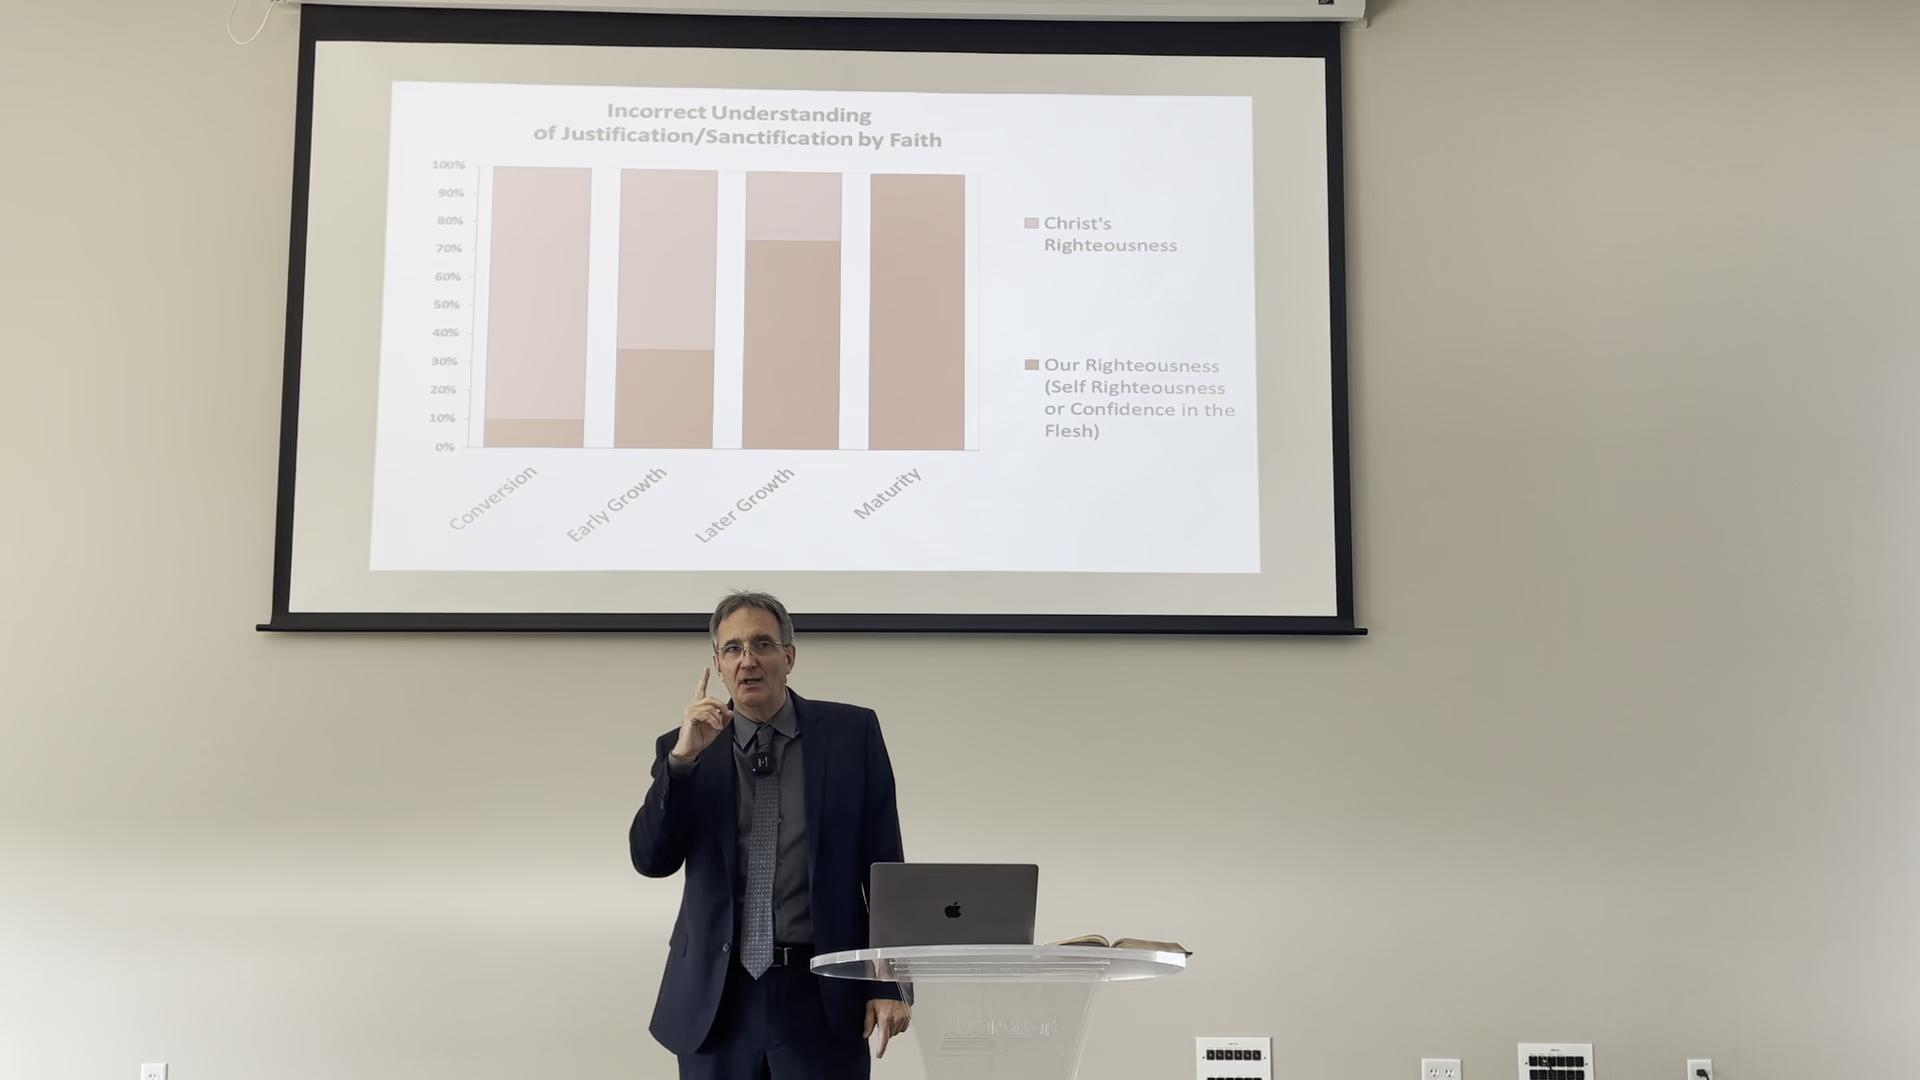 Incorrect Understanding
of Justification/Sanctification by Faith
100%
90%
80%
70%
60%
50%
40%
30%
20%
10%
0%
Conversion
Early Growth
Later Growth
Maturity
Christ's
Righteousness
Our Righteousness
(Self Righteousness
or Confidence in the
Flesh)